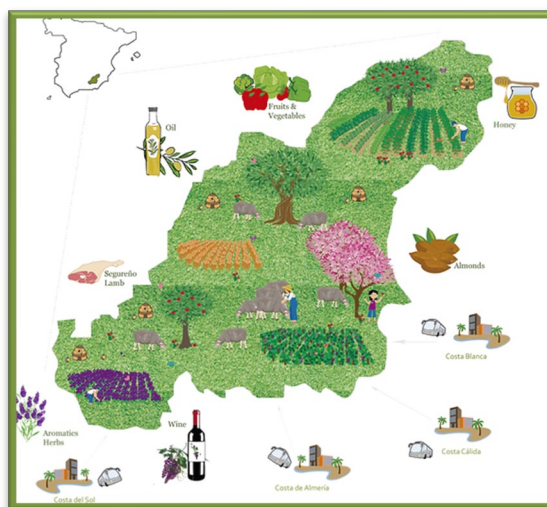 Fruits &
Vegetables
Honey
Oil
Segureño
Lamb
Almonds
Costa Blanca
Aromatics
Herbs
Wine
Costa Cálida
Costa del Sol
Costa de Almería